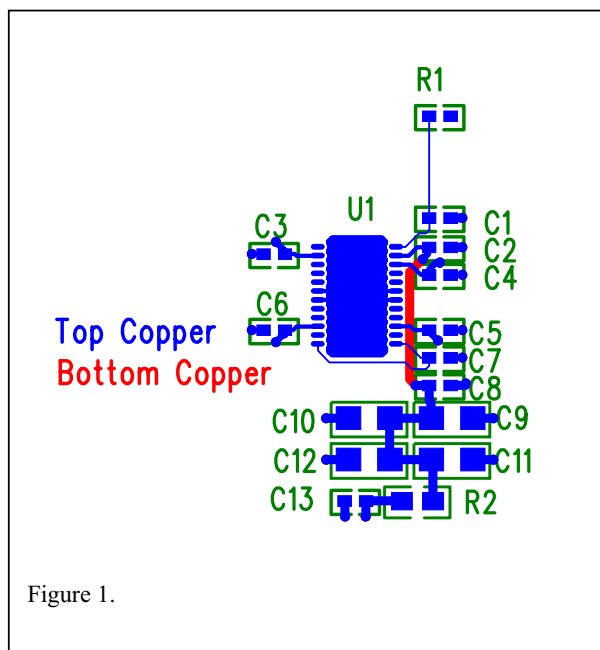 R1
U1
C3
C1
C2
C4
C6
Top Copper
C5
Bottom Copper
C7
C8
C10
C9
C12
C11
C13
R2
Figure 1.